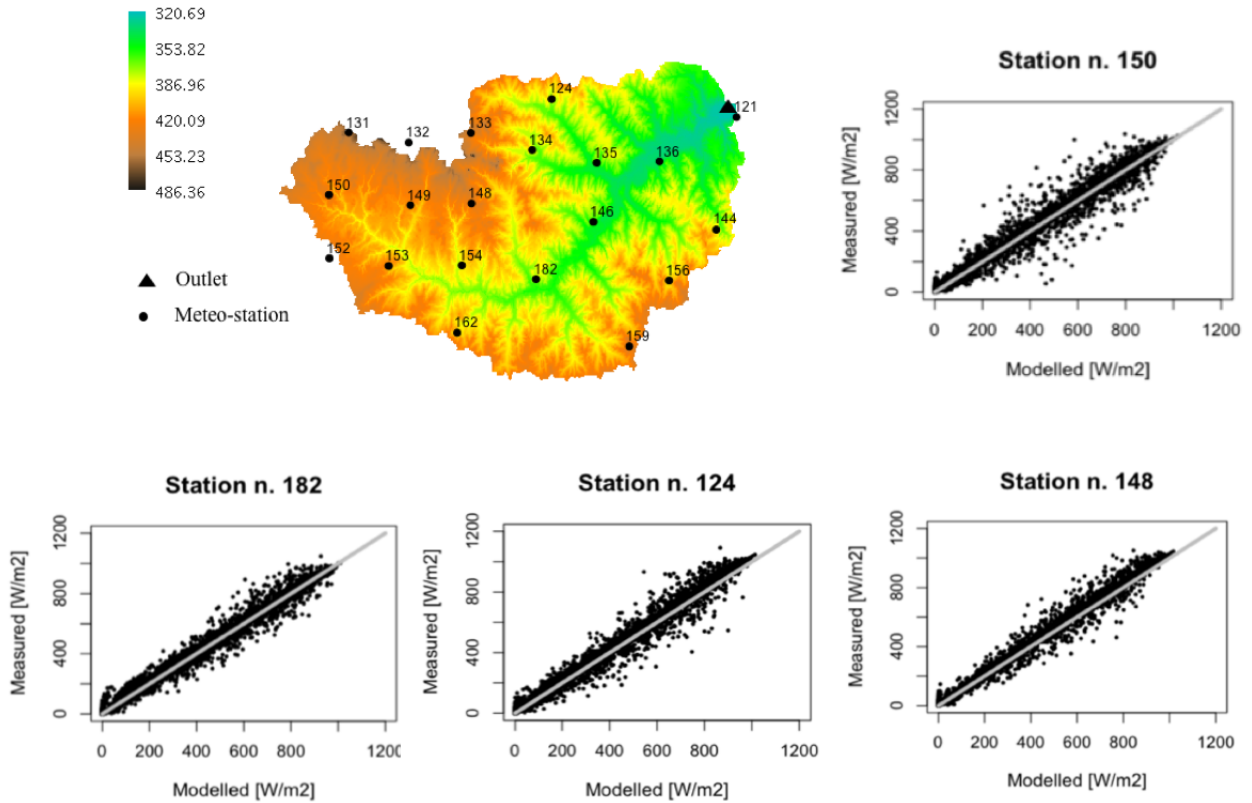 320.69
353.82
386.96
420.09
453.23
486.36
124
121
131
132
133
134
135
136
150
149
148
146
144
152
153
154
182
156
162
159
Outlet
Meteo-station
Station n. 150
Measured [W/m2]
1200
800
400
0
0 200 400 600 800 1200
Modelled [W/m2]
Station n. 182
Measured [W/m2]
1200
800
400
0
0 200 400 600 800 1200
Modelled [W/m2]
Station n. 124
Measured [W/m2]
1200
800
400
0
0 200 400 600 800 1200
Modelled [W/m2]
Station n. 148
Measured [W/m2]
1200
800
400
0
0 200 400 600 800 1200
Modelled [W/m2]